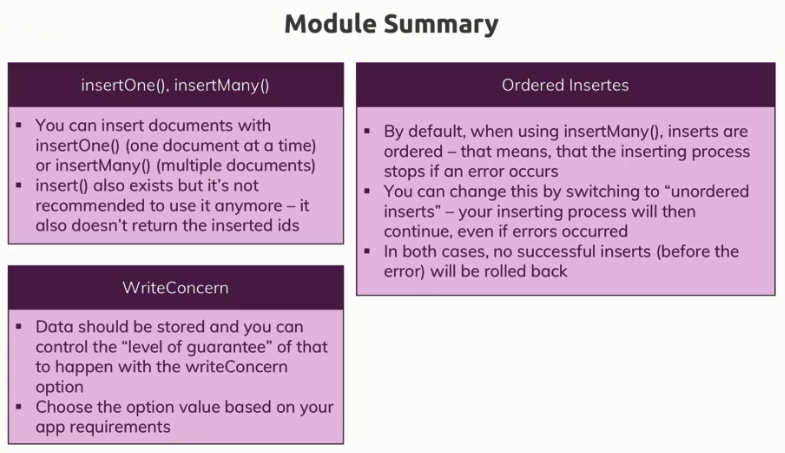 Module Summary
insertOne(), insertMany()
▪ You can insert documents with
insertOne() (one document at a time)
or insertMany() (multiple documents)
▪ insert() also exists but it's not
recommended to use it anymore – it
also doesn't return the inserted ids
Ordered Insertes
▪ By default, when using insertMany(), inserts are
ordered – that means, that the inserting process
stops if an error occurs
▪ You can change this by switching to “unordered
inserts” – your inserting process will then
continue, even if errors occurred
▪ In both cases, no successful inserts (before the
error) will be rolled back
WriteConcern
▪ Data should be stored and you can
control the “level of guarantee” of that
to happen with the writeConcern
option
▪ Choose the option value based on your
app requirements